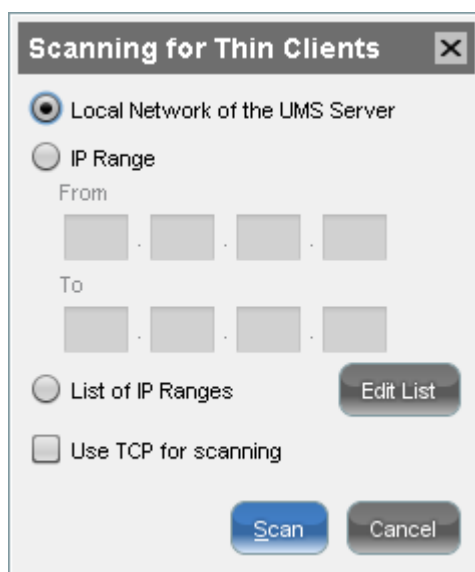 Scanning for Thin Clients
Local Network of the UMS Server
IP Range
From
. . .
To
. . .
List of IP Ranges Edit List
Use TCP for scanning
Scan Cancel